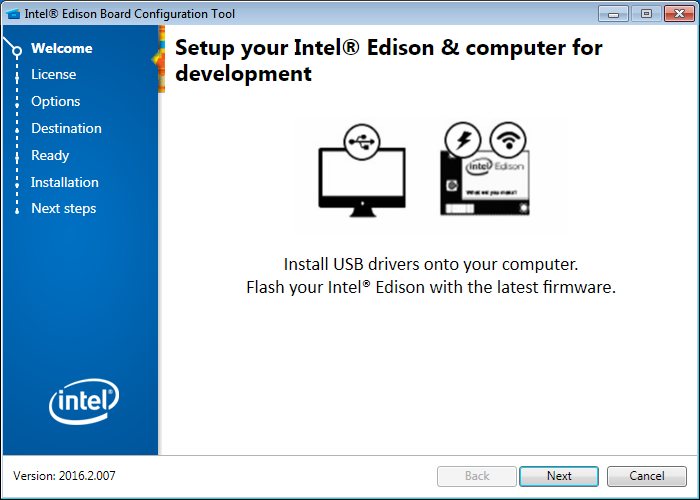 Intel® Edison Board Configuration Tool
Welcome
License
Options
Destination
Ready
Installation
Next steps
intel®
Setup your Intel® Edison & computer for
development
intel Edison
What will you make?
Install USB drivers onto your computer.
Flash your Intel® Edison with the latest firmware.
Version: 2016.2.007
Back
Next
Cancel